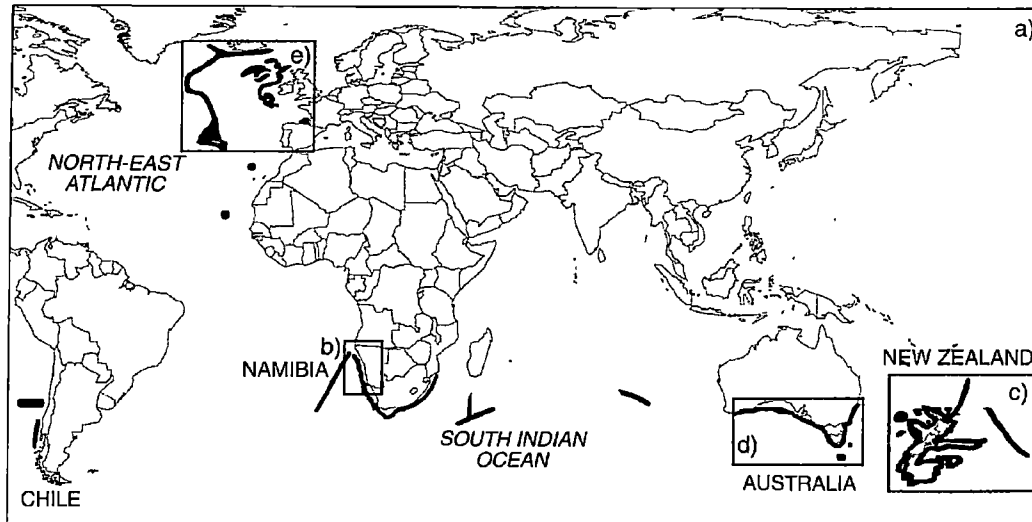 a)
e)
NORTH-EAST
ATLANTIC
b)
NAMIBIA
NEW ZEALAND
c)
SOUTH INDIAN
OCEAN
d)
AUSTRALIA
CHILE